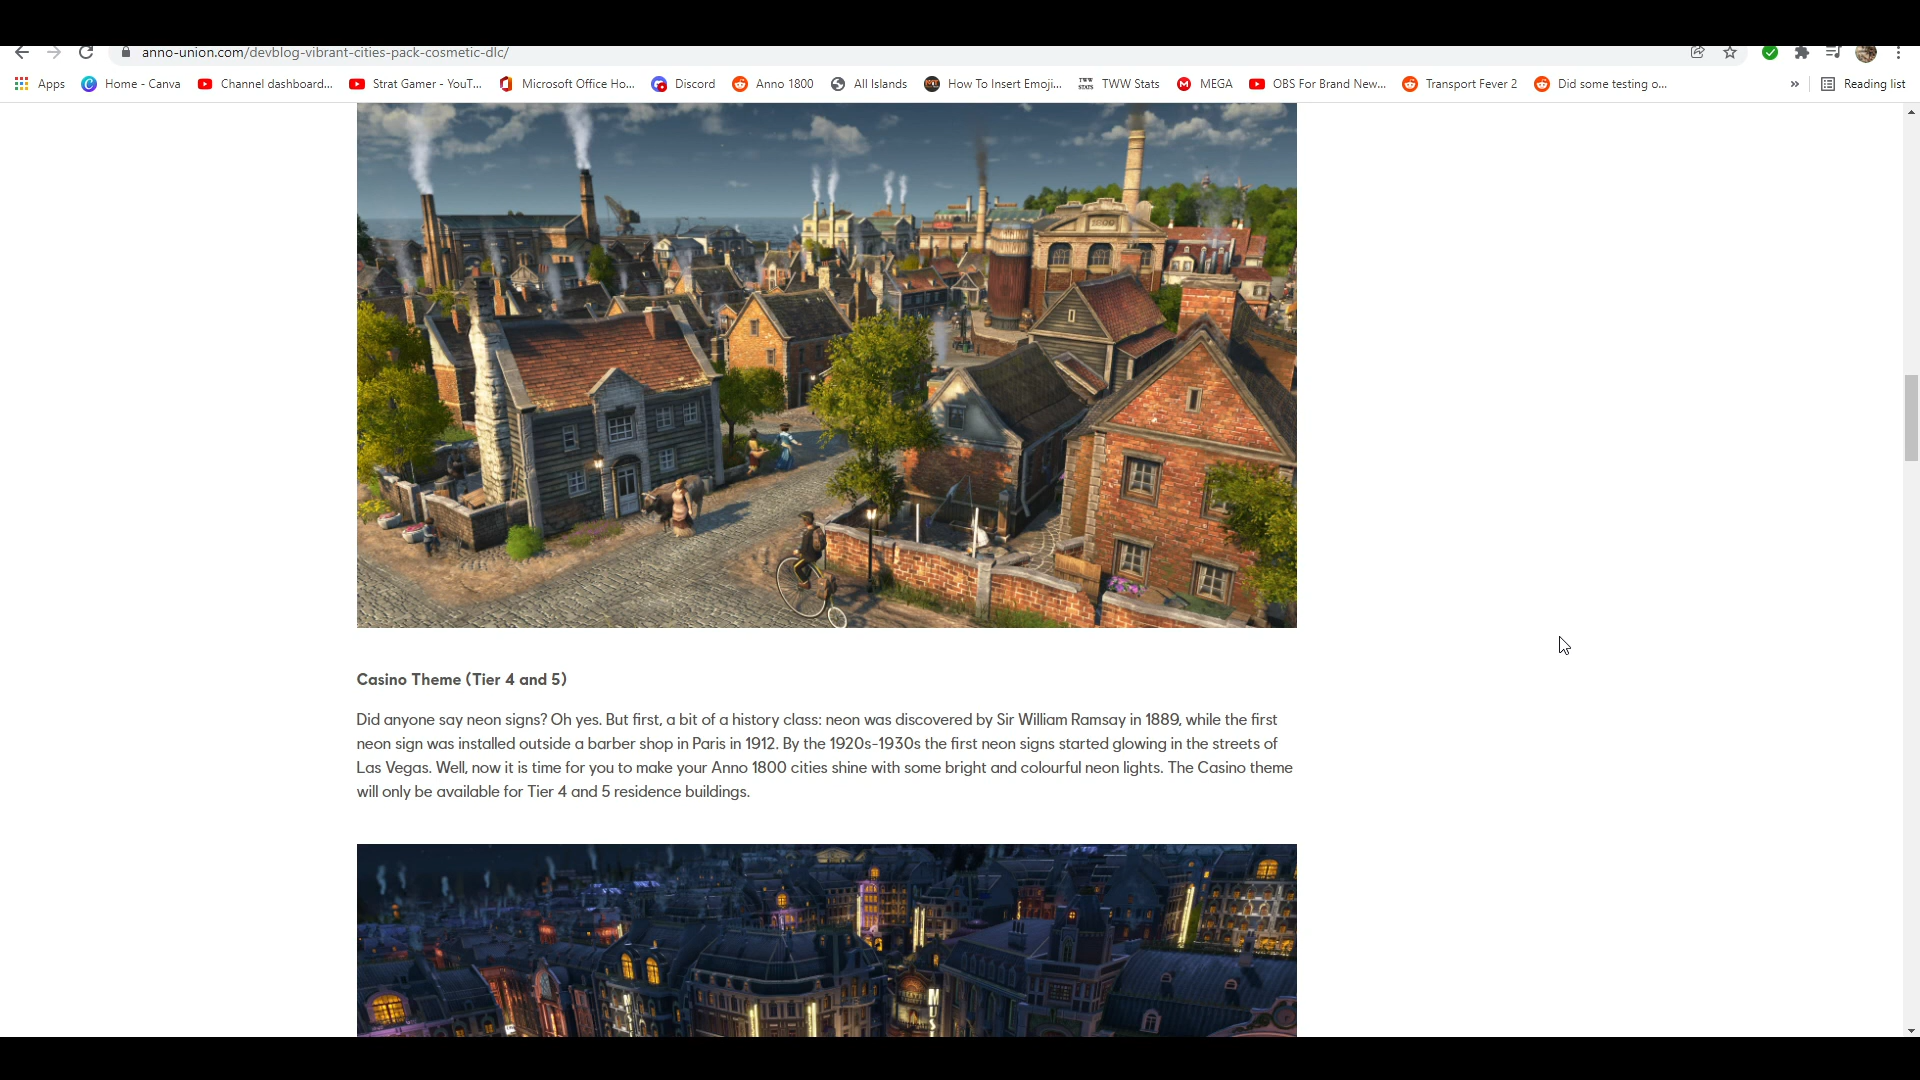 anno-union.com/devblog-vibrant-cities-pack-cosmetic-dlc/
Apps Home - Canva Channel dashboard... Strat Gamer - YouT... Microsoft Office Ho... Discord Anno 1800 All Islands How To Insert Emoji... TWW Stats MEGA OBS For Brand New... Transport Fever 2 Did some testing o... » Reading list
Casino Theme (Tier 4 and 5)
Did anyone say neon signs? Oh yes. But first, a bit of a history class: neon was discovered by Sir William Ramsay in 1889, while the first
neon sign was installed outside a barber shop in Paris in 1912. By the 1920s-1930s the first neon signs started glowing in the streets of
Las Vegas. Well, now it is time for you to make your Anno 1800 cities shine with some bright and colourful neon lights. The Casino theme
will only be available for Tier 4 and 5 residence buildings.